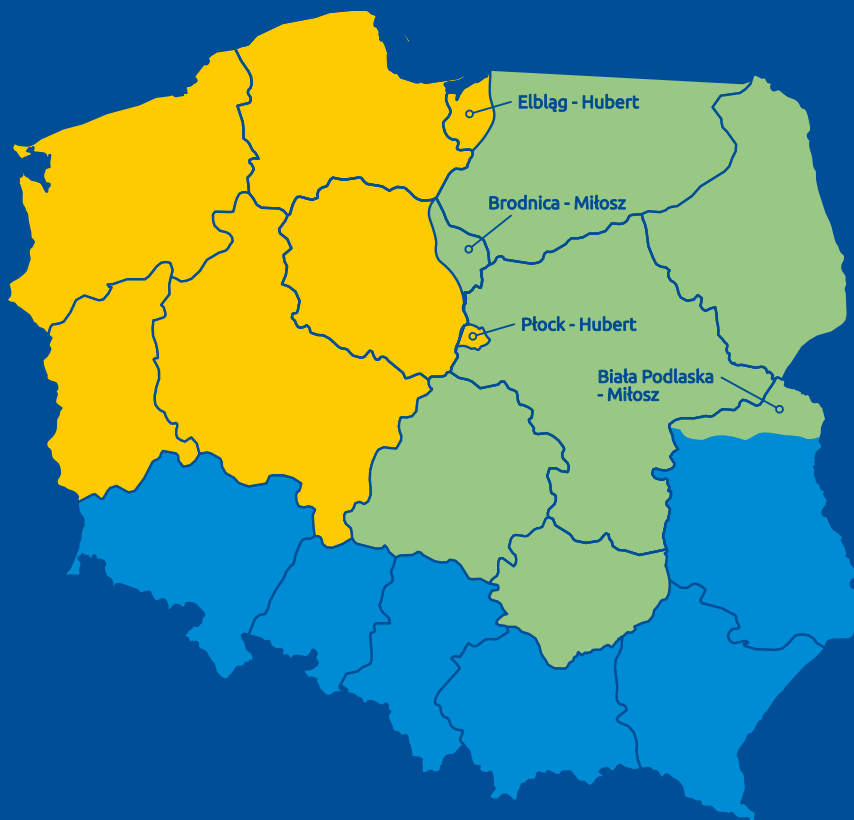 Elbląg - Hubert
Brodnica - Miłosz
Płock - Hubert
Biała Podlaska
- Miłosz